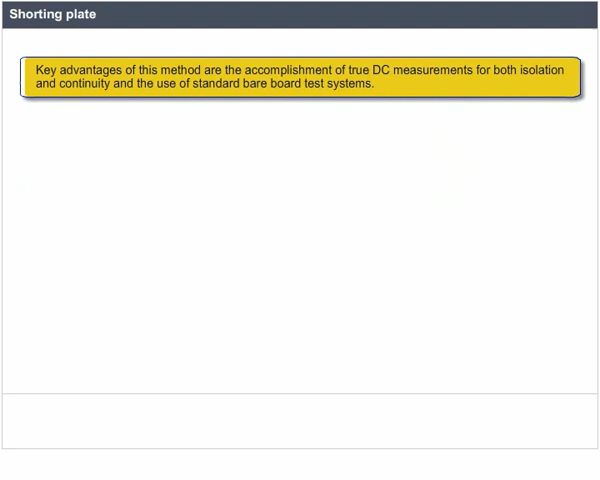 Shorting plate
Key advantages of this method are the accomplishment of true DC measurements for both isolation
and continuity and the use of standard bare board test systems.